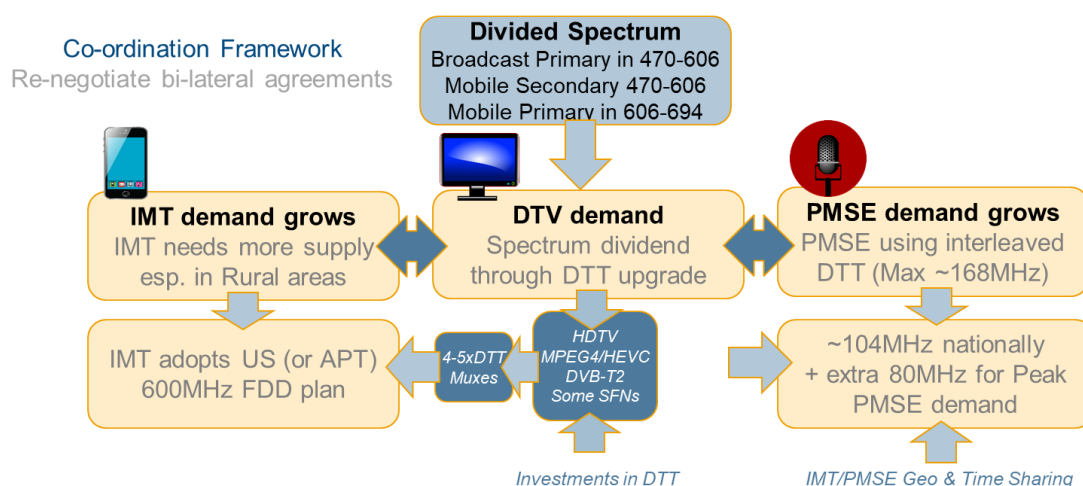 Co-ordination Framework
Re-negotiate bi-lateral agreements
Divided Spectrum
Broadcast Primary in 470-606
Mobile Secondary 470-606
Mobile Primary in 606-694
IMT demand grows
IMT needs more supply
esp. in Rural areas
DTV demand
Spectrum dividend
through DTT upgrade
PMSE demand grows
PMSE using interleaved
DTT (Max ~168MHz)
IMT adopts US (or APT)
600MHz FDD plan
4-5xDTT
Muxes
HDTV
MPEG4/HEVC
DVB-T2
Some SFNs
~104MHz nationally
+ extra 80MHz for Peak
PMSE demand
Investments in DTT
IMT/PMSE Geo & Time Sharing